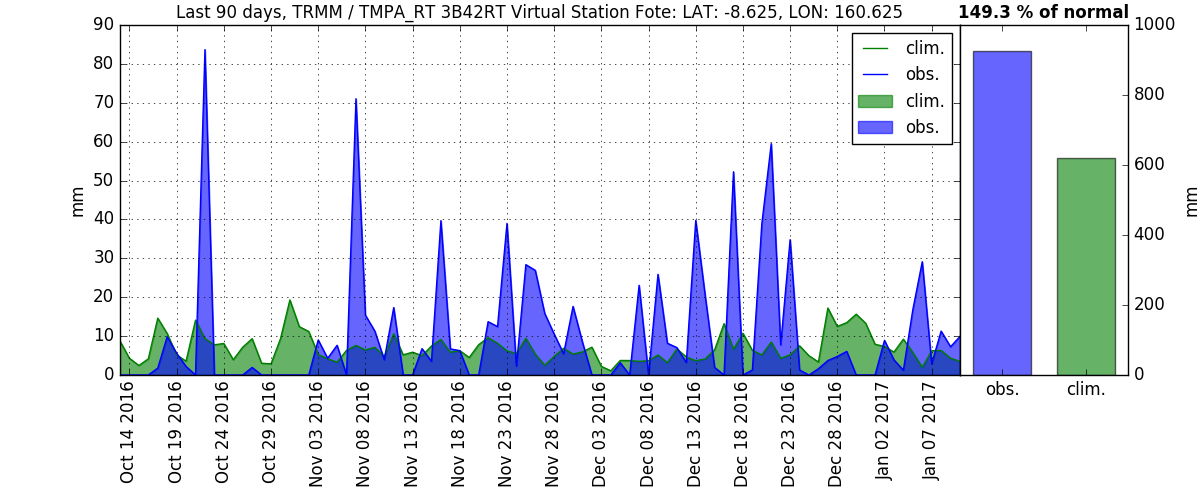 Last 90 days, TRMM / TMPA_RT 3B42RT Virtual Station Fote: LAT: -8.625, LON: 160.625
149.3 % of normal
90
80
70
60
50
40
30
20
10
0
mm
clim.
obs.
clim.
obs.
1000
800
600
400
200
0
mm
obs.
clim.
Oct 14 2016
Oct 19 2016
Oct 24 2016
Oct 29 2016
Nov 03 2016
Nov 08 2016
Nov 13 2016
Nov 18 2016
Nov 23 2016
Nov 28 2016
Dec 03 2016
Dec 08 2016
Dec 13 2016
Dec 18 2016
Dec 23 2016
Dec 28 2016
Jan 02 2017
Jan 07 2017